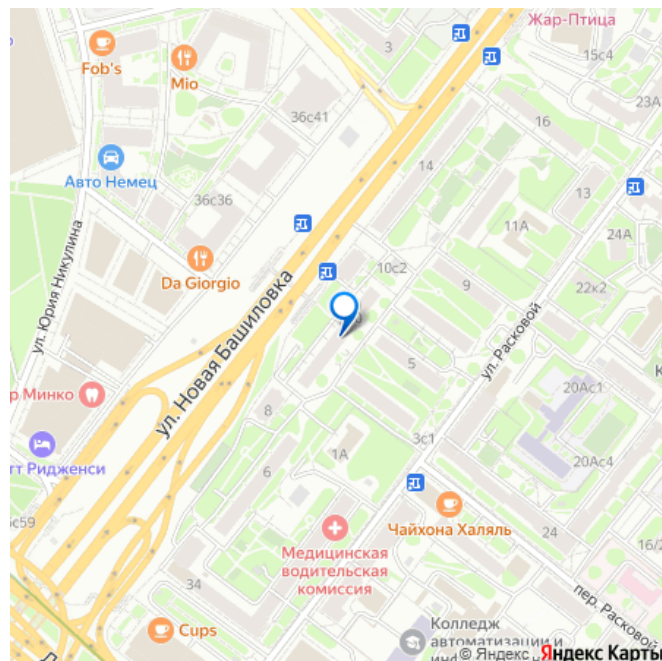 Жар-Птица
3
15с4
Fob's
Mio
36с41
23А
16
14
Авто Немец
36с36
13
11А
24А
Da Giorgio
10с2
9
22к2
ул. Юрия Никулина
ул. Новая Башиловка
ул. Расковой
5
20Ас1
р Минко
8
3с1
1А
тт Ридженси
6
20Ас4
5с59
Чайхона Халяль
24
16/2
Медицинская
водительская
комиссия
34
пер. Расковой
Cups
Колледж
автоматизации и
© Яндекс Яндекс Карты